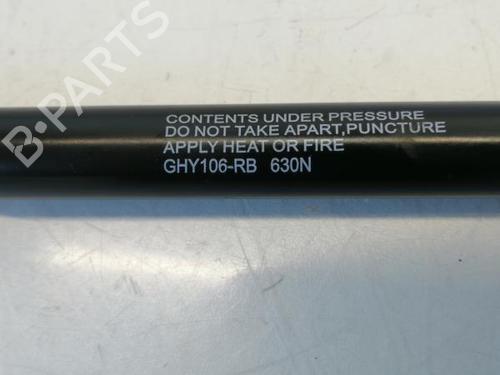 B-PARTS
CONTENTS UNDER PRESSURE
DO NOT TAKE APART,PUNCTURE
APPLY HEAT OR FIRE
GHY106-RB 630N